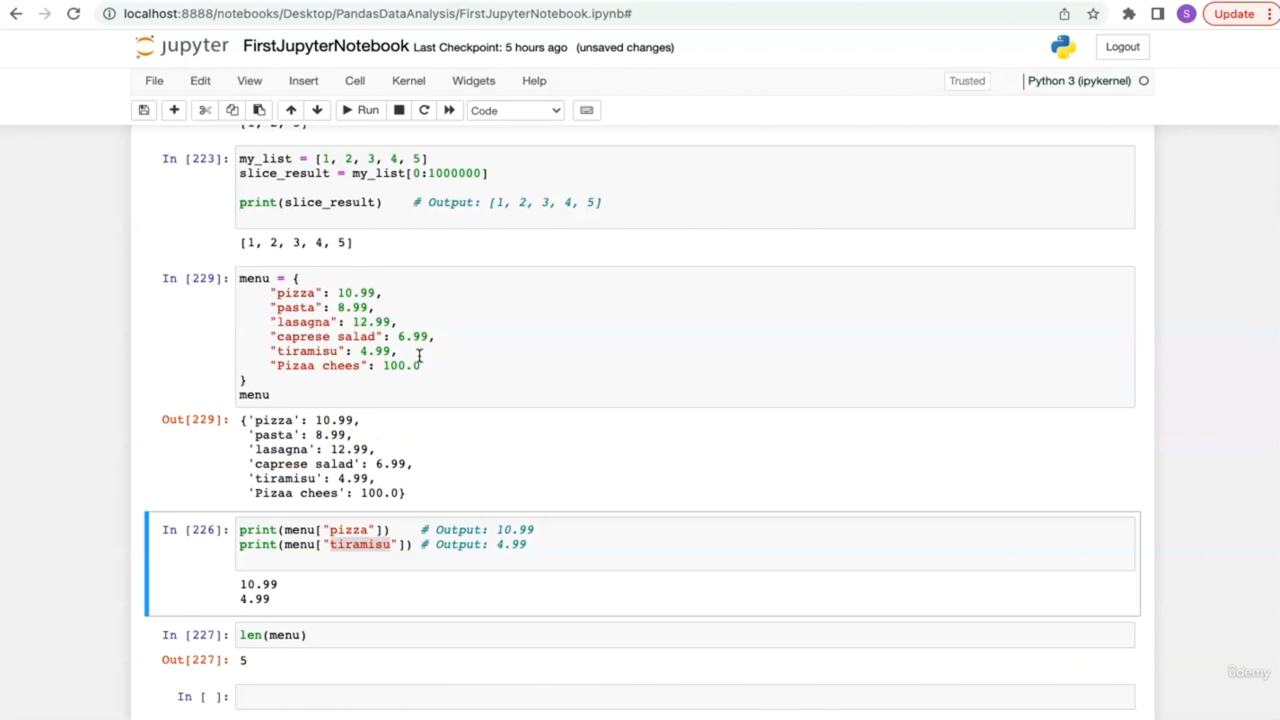 localhost:8888/notebooks/Desktop/PandasDataAnalysis/FirstJupyterNotebook.ipynb#
S
Update
jupyter FirstJupyterNotebook Last Checkpoint: 5 hours ago (unsaved changes)
Logout
File Edit View Insert Cell Kernel Widgets Help
Trusted
Python 3 (ipykernel)
Run
Code
[1, 2, 3]
In [223]:
my_list = [1, 2, 3, 4, 5]
slice_result = my_list[0:1000000]
print(slice_result)    # Output: [1, 2, 3, 4, 5]
[1, 2, 3, 4, 5]
In [229]:
menu = {
    "pizza": 10.99,
    "pasta": 8.99,
    "lasagna": 12.99,
    "caprese salad": 6.99,
    "tiramisu": 4.99,
    "Pizaa chees": 100.0
}
menu
Out[229]:
{'pizza': 10.99,
 'pasta': 8.99,
 'lasagna': 12.99,
 'caprese salad': 6.99,
 'tiramisu': 4.99,
 'Pizaa chees': 100.0}
In [226]:
print(menu["pizza"])    # Output: 10.99
print(menu["tiramisu"]) # Output: 4.99
10.99
4.99
In [227]:
len(menu)
Out[227]:
5
In [ ]:
ûdemy